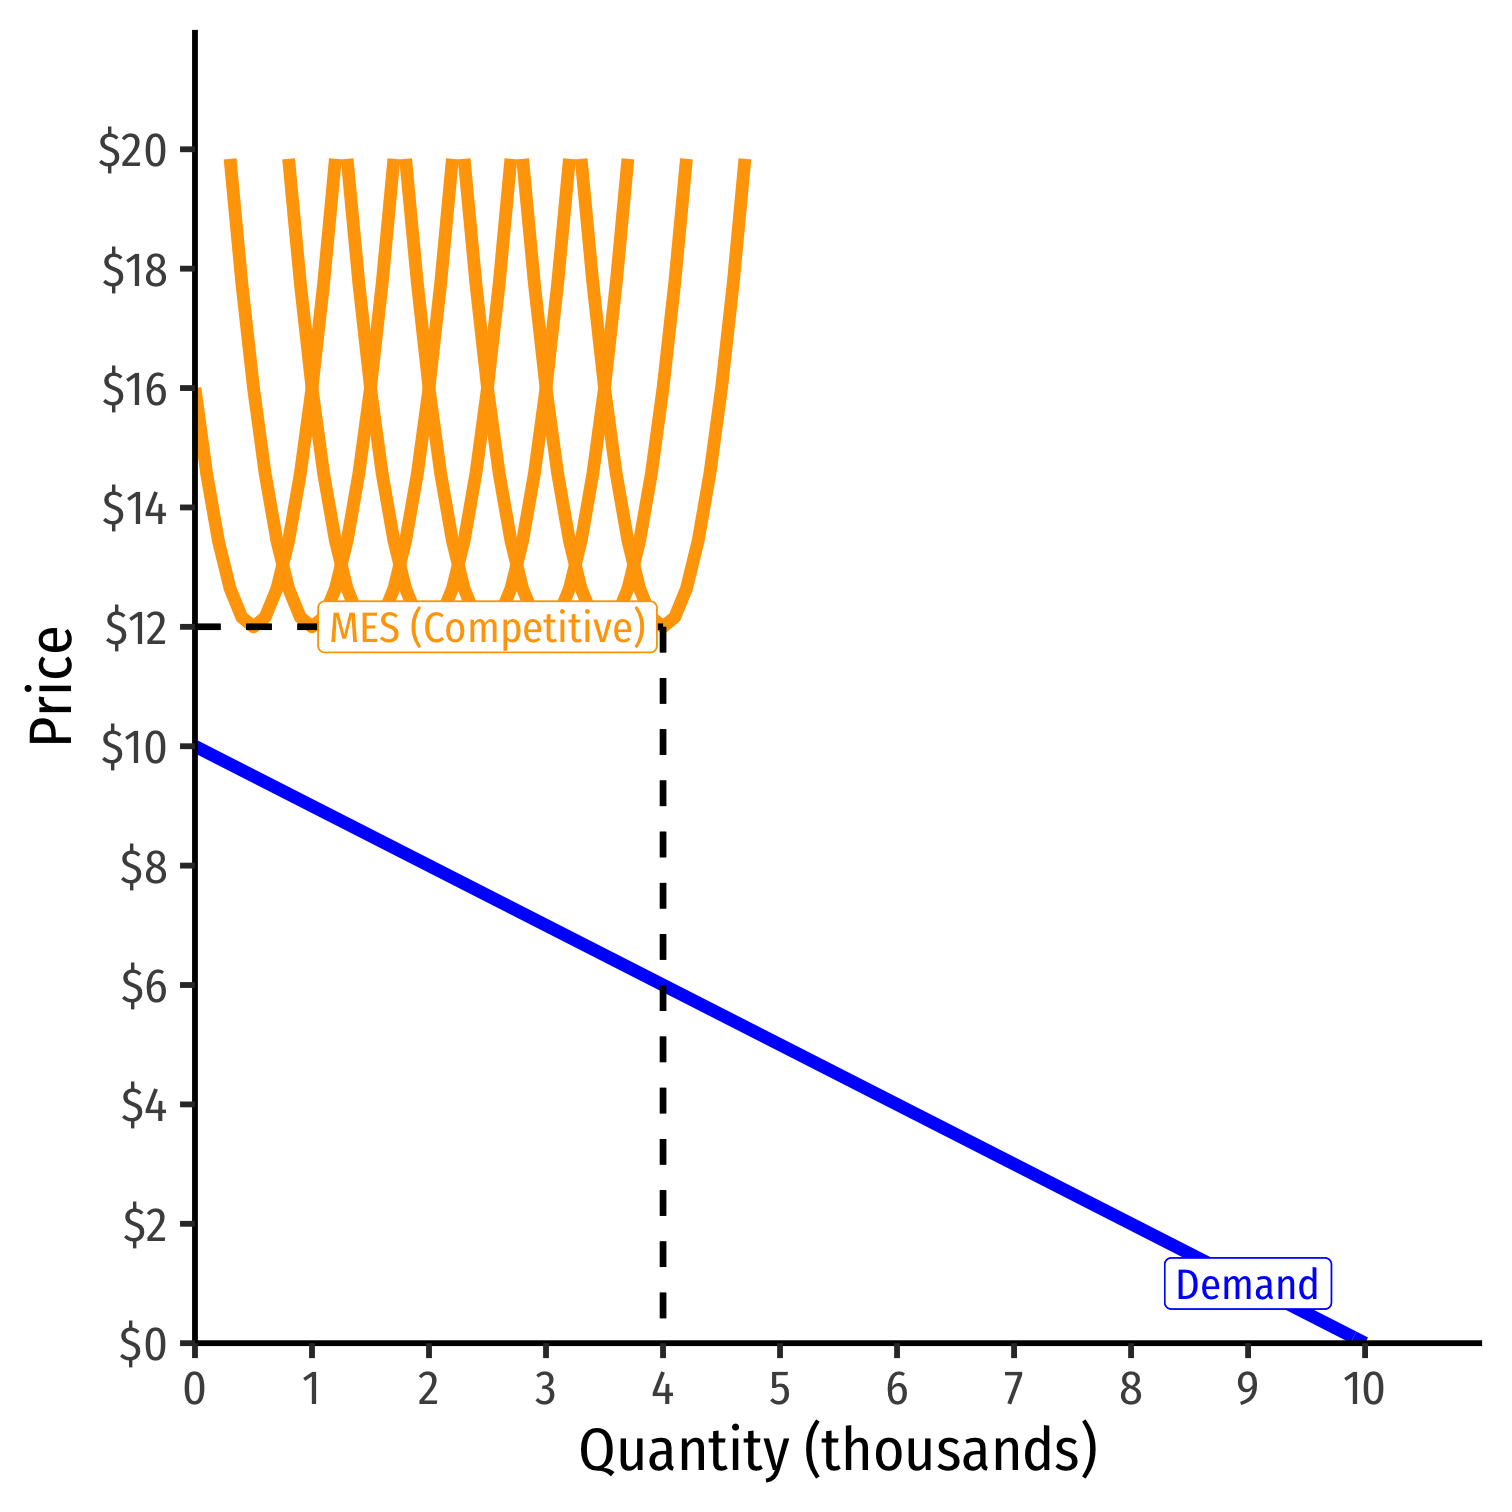 $20
$18
$16
$14
$12
$10
$8
$6
$4
$2
$0
Price
MES (Competitive)
Demand
0 1 2 3 4 5 6 7 8 9 10
Quantity (thousands)